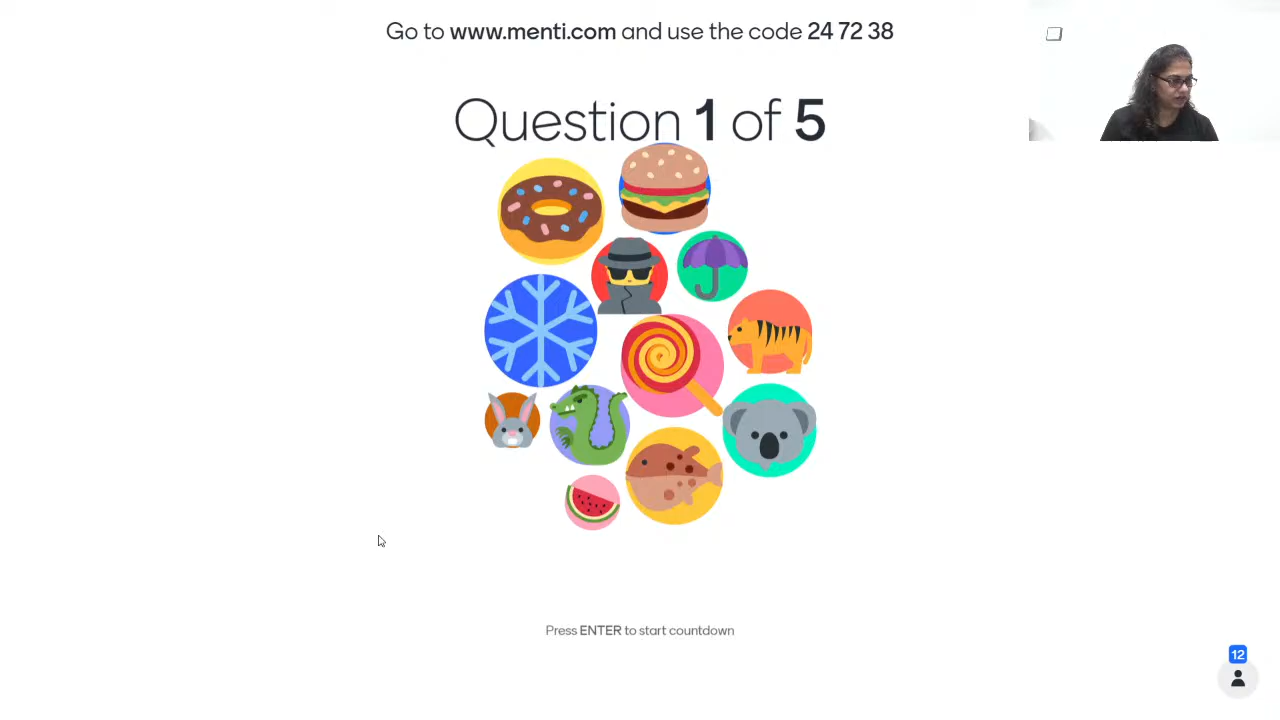 Go to www.menti.com and use the code 24 72 38
Question 1 of 5
Press ENTER to start countdown
12